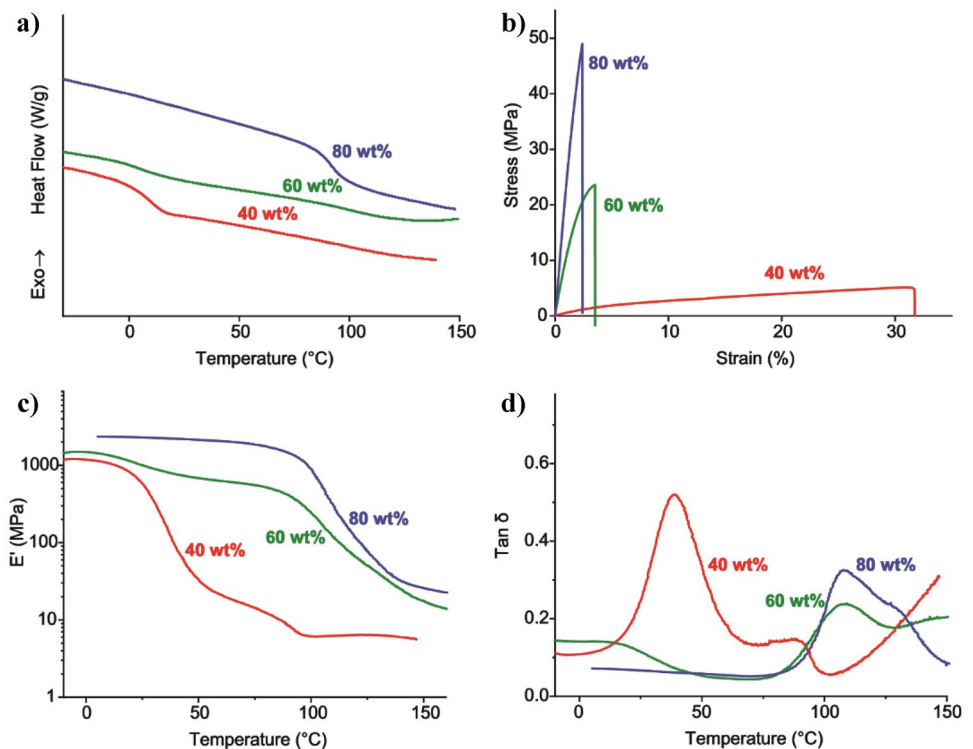 a)
Exo→ Heat Flow (W/g)
80 wt%
60 wt%
40 wt%
0 50 100 150
Temperature (°C)
b)
Stress (MPa)
50
40
30
20
10
0
80 wt%
60 wt%
40 wt%
0 10 20 30
Strain (%)
c)
E' (MPa)
1000
100
10
1
80 wt%
60 wt%
40 wt%
0 50 100 150
Temperature (°C)
d)
Tan δ
0.6
0.4
0.2
0.0
40 wt%
80 wt%
60 wt%
0 50 100 150
Temperature (°C)